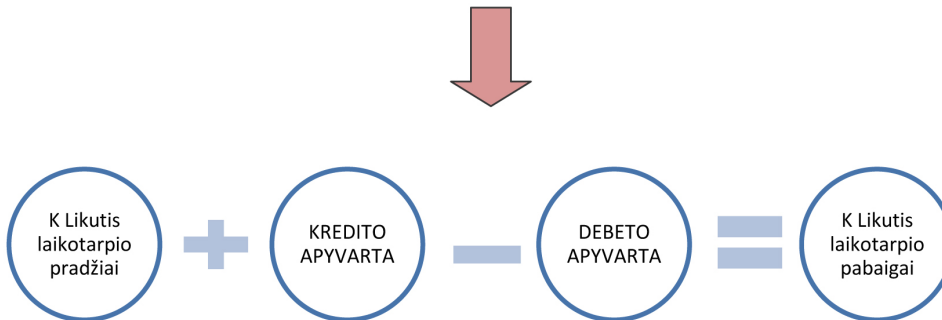 K Likutis
laikotarpio
pradžiai
KREDITO
APYVARTA
DEBETO
APYVARTA
K Likutis
laikotarpio
pabaigai